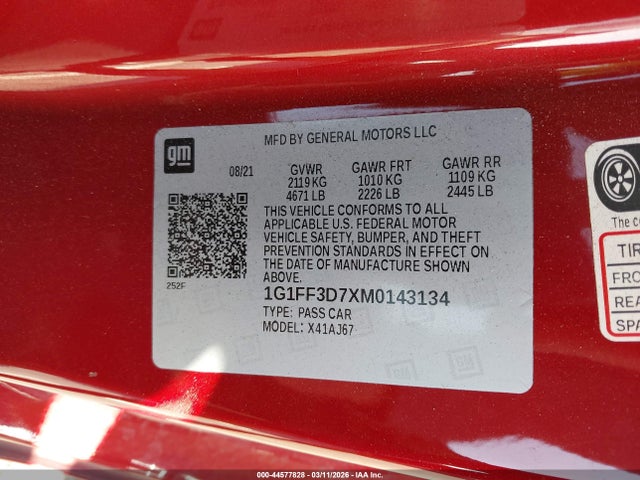 MFD BY GENERAL MOTORS LLC
gm
08/21 GVWR GAWR FRT GAWR RR
2119 KG 1010 KG 1109 KG
4671 LB 2226 LB 2445 LB
THIS VEHICLE CONFORMS TO ALL
APPLICABLE U.S. FEDERAL MOTOR
VEHICLE SAFETY, BUMPER, AND THEFT
PREVENTION STANDARDS IN EFFECT ON
THE DATE OF MANUFACTURE SHOWN
ABOVE.
252F
1G1FF3D7XM0143134
TYPE: PASS CAR
MODEL: X41AJ67
The co
TIR
FRO
REA
SPA
000-44577828 - 03/11/2026 - IAA Inc.